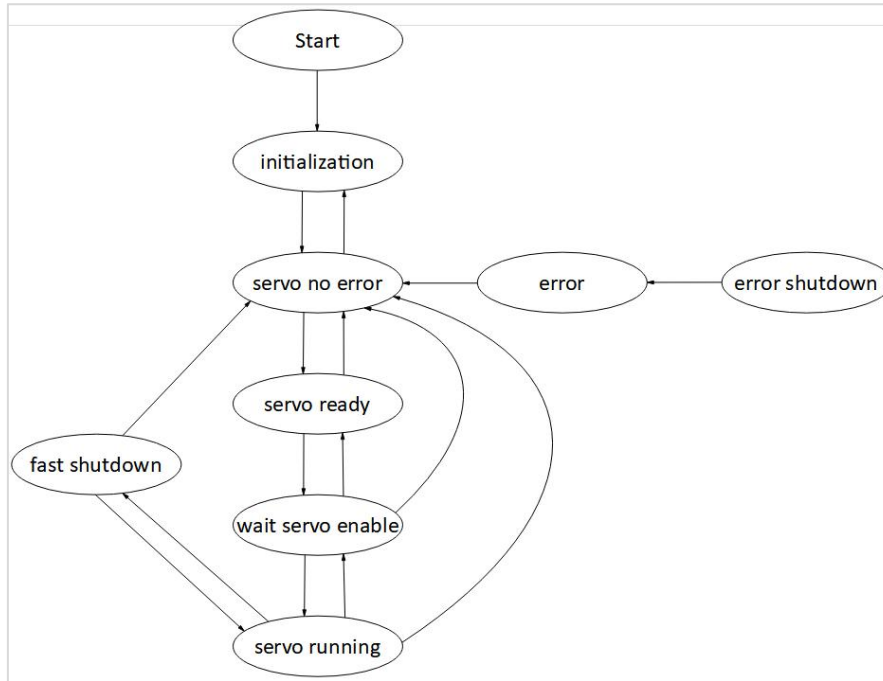 Start
initialization
servo no error
error
error shutdown
servo ready
fast shutdown
wait servo enable
servo running